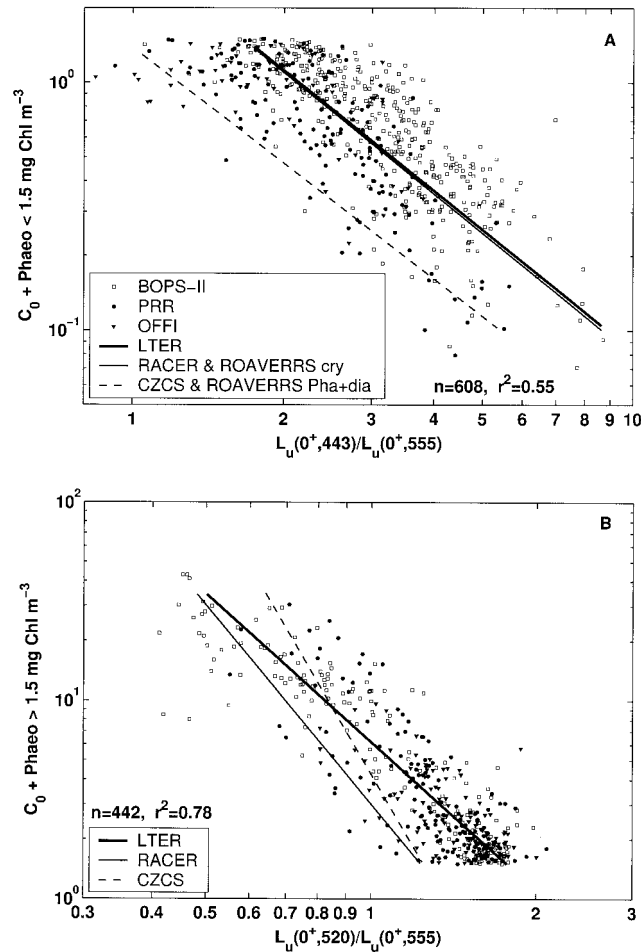 A
C₀ + Phaeo < 1.5 mg Chl m⁻³
10⁰
10⁻¹
BOPS-II
PRR
OFFI
LTER
RACER & ROAVERRS cry
CZCS & ROAVERRS Pha+dia
n=608, r²=0.55
1 2 3 4 5 6 7 8 9 10
Lᵤ(0⁺,443)/Lᵤ(0⁺,555)
B
C₀ + Phaeo > 1.5 mg Chl m⁻³
10²
10¹
10⁰
n=442, r²=0.78
LTER
RACER
CZCS
0.3 0.4 0.5 0.6 0.7 0.8 0.9 1 2 3
Lᵤ(0⁺,520)/Lᵤ(0⁺,555)